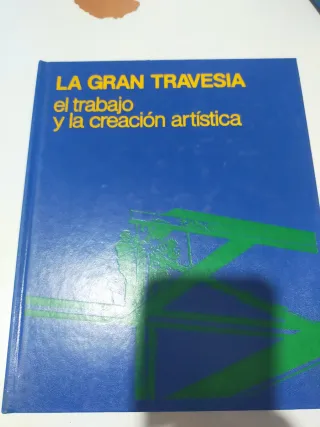 LA GRAN TRAVESIA
el trabajo
y la creación artística